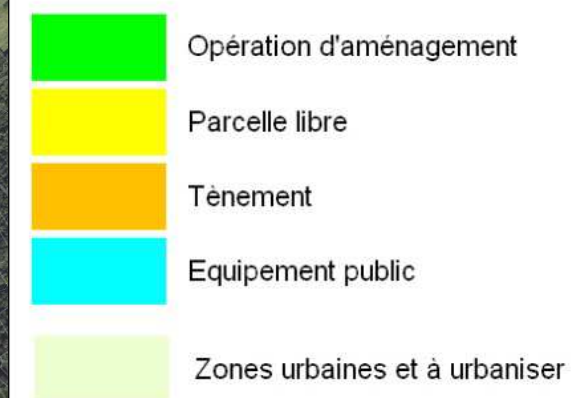 Opération d'aménagement
Parcelle libre
Tènement
Equipement public
Zones urbaines et à urbaniser